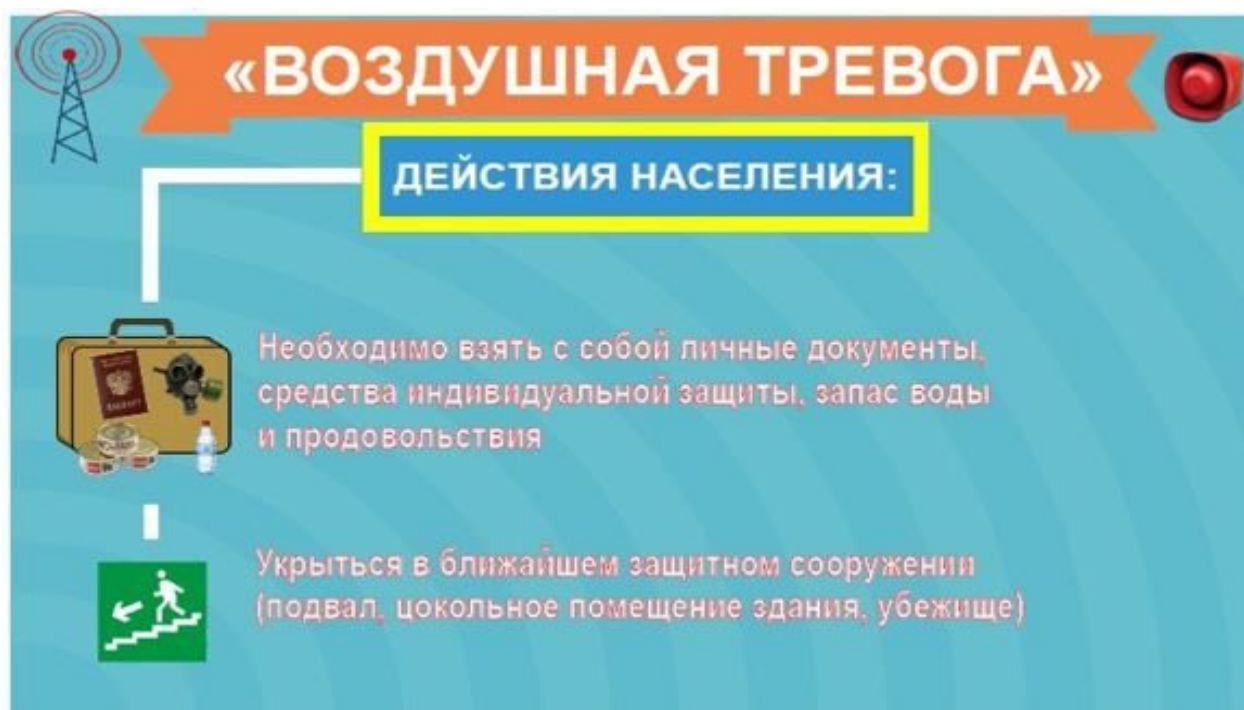 «ВОЗДУШНАЯ ТРЕВОГА»
ДЕЙСТВИЯ НАСЕЛЕНИЯ:
Необходимо взять с собой личные документы,
средства индивидуальной защиты, запас воды
и продовольствия
Укрыться в ближайшем защитном сооружении
(подвал, цокольное помещение здания, убежище)